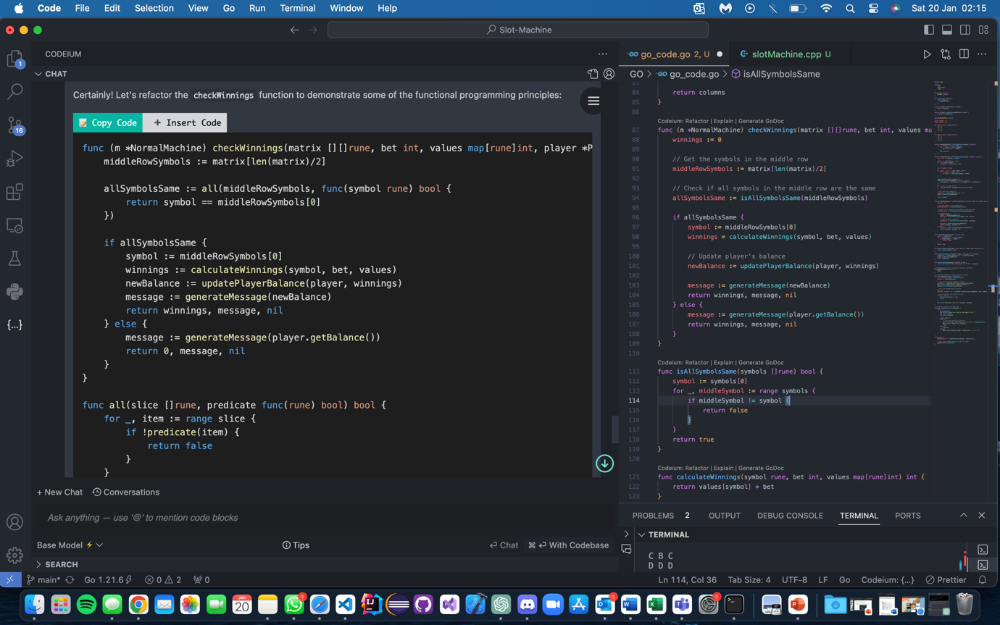 Code File Edit Selection View Go Run Terminal Window Help
Sat 20 Jan 02:15
Slot-Machine
CODEIUM
CHAT
Certainly! Let's refactor the checkWinnings function to demonstrate some of the functional programming principles:
Copy Code + Insert Code
func (m *NormalMachine) checkWinnings(matrix [][]rune, bet int, values map[rune]int, player *P
middleRowSymbols := matrix[len(matrix)/2]
allSymbolsSame := all(middleRowSymbols, func(symbol rune) bool {
return symbol == middleRowSymbols[0]
})
if allSymbolsSame {
symbol := middleRowSymbols[0]
winnings := calculateWinnings(symbol, bet, values)
newBalance := updatePlayerBalance(player, winnings)
message := generateMessage(newBalance)
return winnings, message, nil
} else {
message := generateMessage(player.getBalance())
return 0, message, nil
}
}
func all(slice []rune, predicate func(rune) bool) bool {
for _, item := range slice {
if !predicate(item) {
return false
}
}
+ New Chat Conversations
Ask anything — use '@' to mention code blocks
Base Model Tips Chat ⌘ ↩ With Codebase
SEARCH
1
16
{...}
go_code.go 2, U
slotMachine.cpp U
GO > go_code.go > isAllSymbolsSame
83
84 return columns
85 }
86
Codeium: Refactor | Explain | Generate GoDoc
87 func (m *NormalMachine) checkWinnings(matrix [][]rune, bet int, values ma
88 winnings := 0
89
90 // Get the symbols in the middle row
91 middleRowSymbols := matrix[len(matrix)/2]
92
93 // Check if all symbols in the middle row are the same
94 allSymbolsSame := isAllSymbolsSame(middleRowSymbols)
95
96 if allSymbolsSame {
97 symbol := middleRowSymbols[0]
98 winnings = calculateWinnings(symbol, bet, values)
99
100 // Update player's balance
101 newBalance := updatePlayerBalance(player, winnings)
102
103 message := generateMessage(newBalance)
104 return winnings, message, nil
105 } else {
106 message := generateMessage(player.getBalance())
107 return winnings, message, nil
108 }
109 }
110
Codeium: Refactor | Explain | Generate GoDoc
111 func isAllSymbolsSame(symbols []rune) bool {
112 symbol := symbols[0]
113 for _, middleSymbol := range symbols {
114 if middleSymbol != symbol {
115 return false
116 }
117 }
118 return true
119 }
120
Codeium: Refactor | Explain | Generate GoDoc
121 func calculateWinnings(symbol rune, bet int, values map[rune]int) int {
122 return values[symbol] * bet
123 }
PROBLEMS 2 OUTPUT DEBUG CONSOLE TERMINAL PORTS
TERMINAL
C B C
D D D
main* Go 1.21.6 0 2 0
Ln 114, Col 36 Tab Size: 4 UTF-8 LF Go Codeium: {...} Prettier
JAN
20
1
1
1